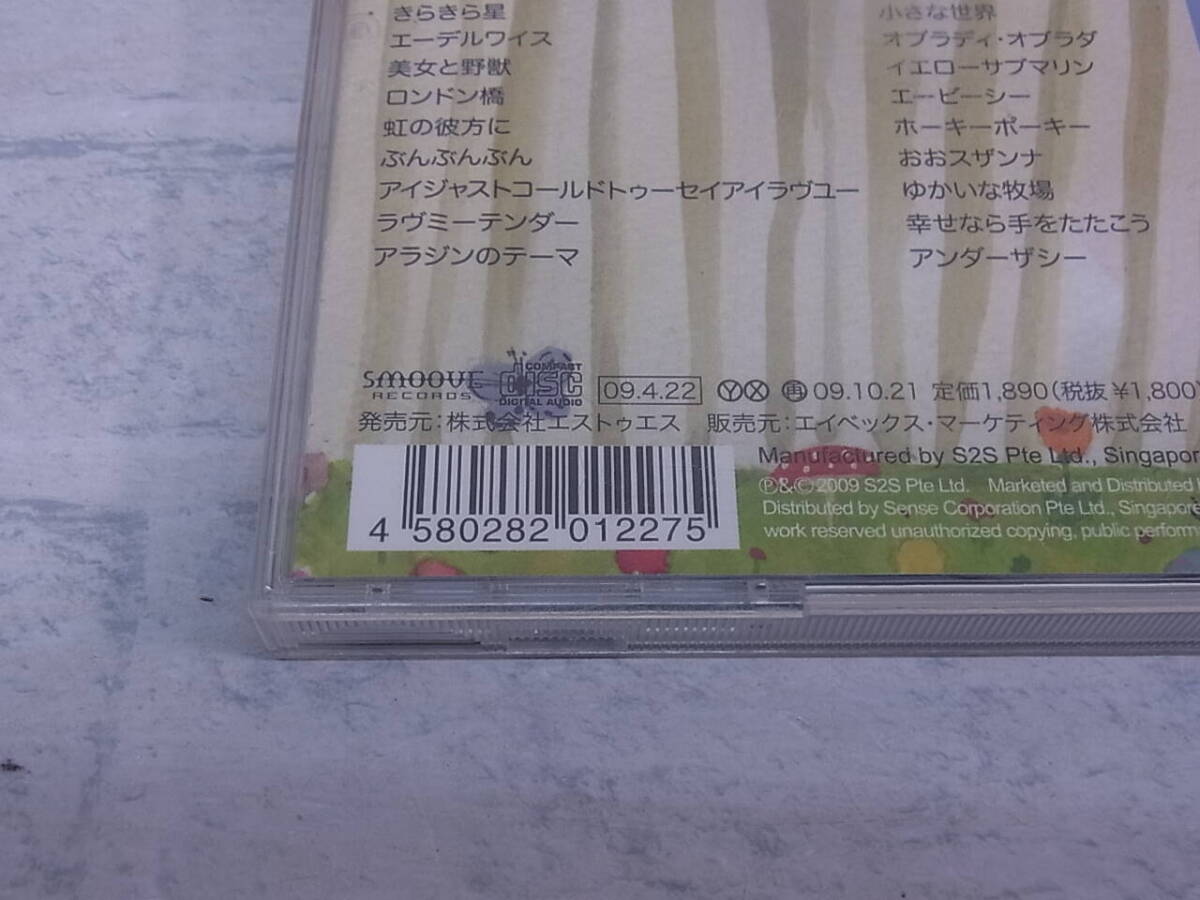 きらきら星
エーデルワイス
美女と野獣
ロンドン橋
虹の彼方に
ぶんぶんぶん
アイジャストコールドトゥーセイアイラヴユー
ラヴミーテンダー
アラジンのテーマ
小さな世界
オブラディ・オブラダ
イエローサブマリン
エービーシー
ホーキーポーキー
おおスザンナ
ゆかいな牧場
幸せなら手をたたこう
アンダーザシー
SMOOVE RECORDS COMPACT DISC DIGITAL AUDIO 09.4.22 Ⓨ Ⓧ 再 09.10.21 定価1,890(税抜¥1,800
発売元:株式会社エストゥエス 販売元:エイベックス・マーケティング株式会社
Manufactured by S2S Pte Ltd., Singapor
Ⓟ&©2009 S2S Pte Ltd. Marketed and Distributed b
Distributed by Sense Corporation Pte Ltd., Singapore
work reserved unauthorized copying, public perform
4 580282 012275